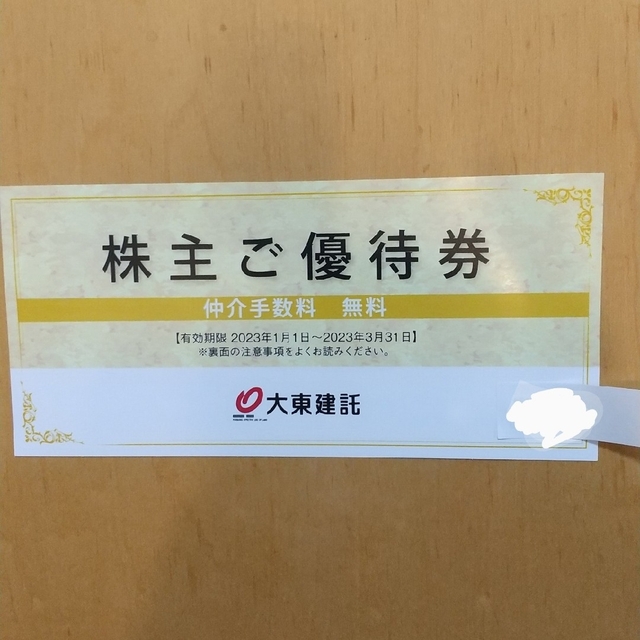 株主ご優待券
仲介手数料 無料
【有効期限 2023年1月1日～2023年3月31日】
※裏面の注意事項をよくお読みください。
大東建託